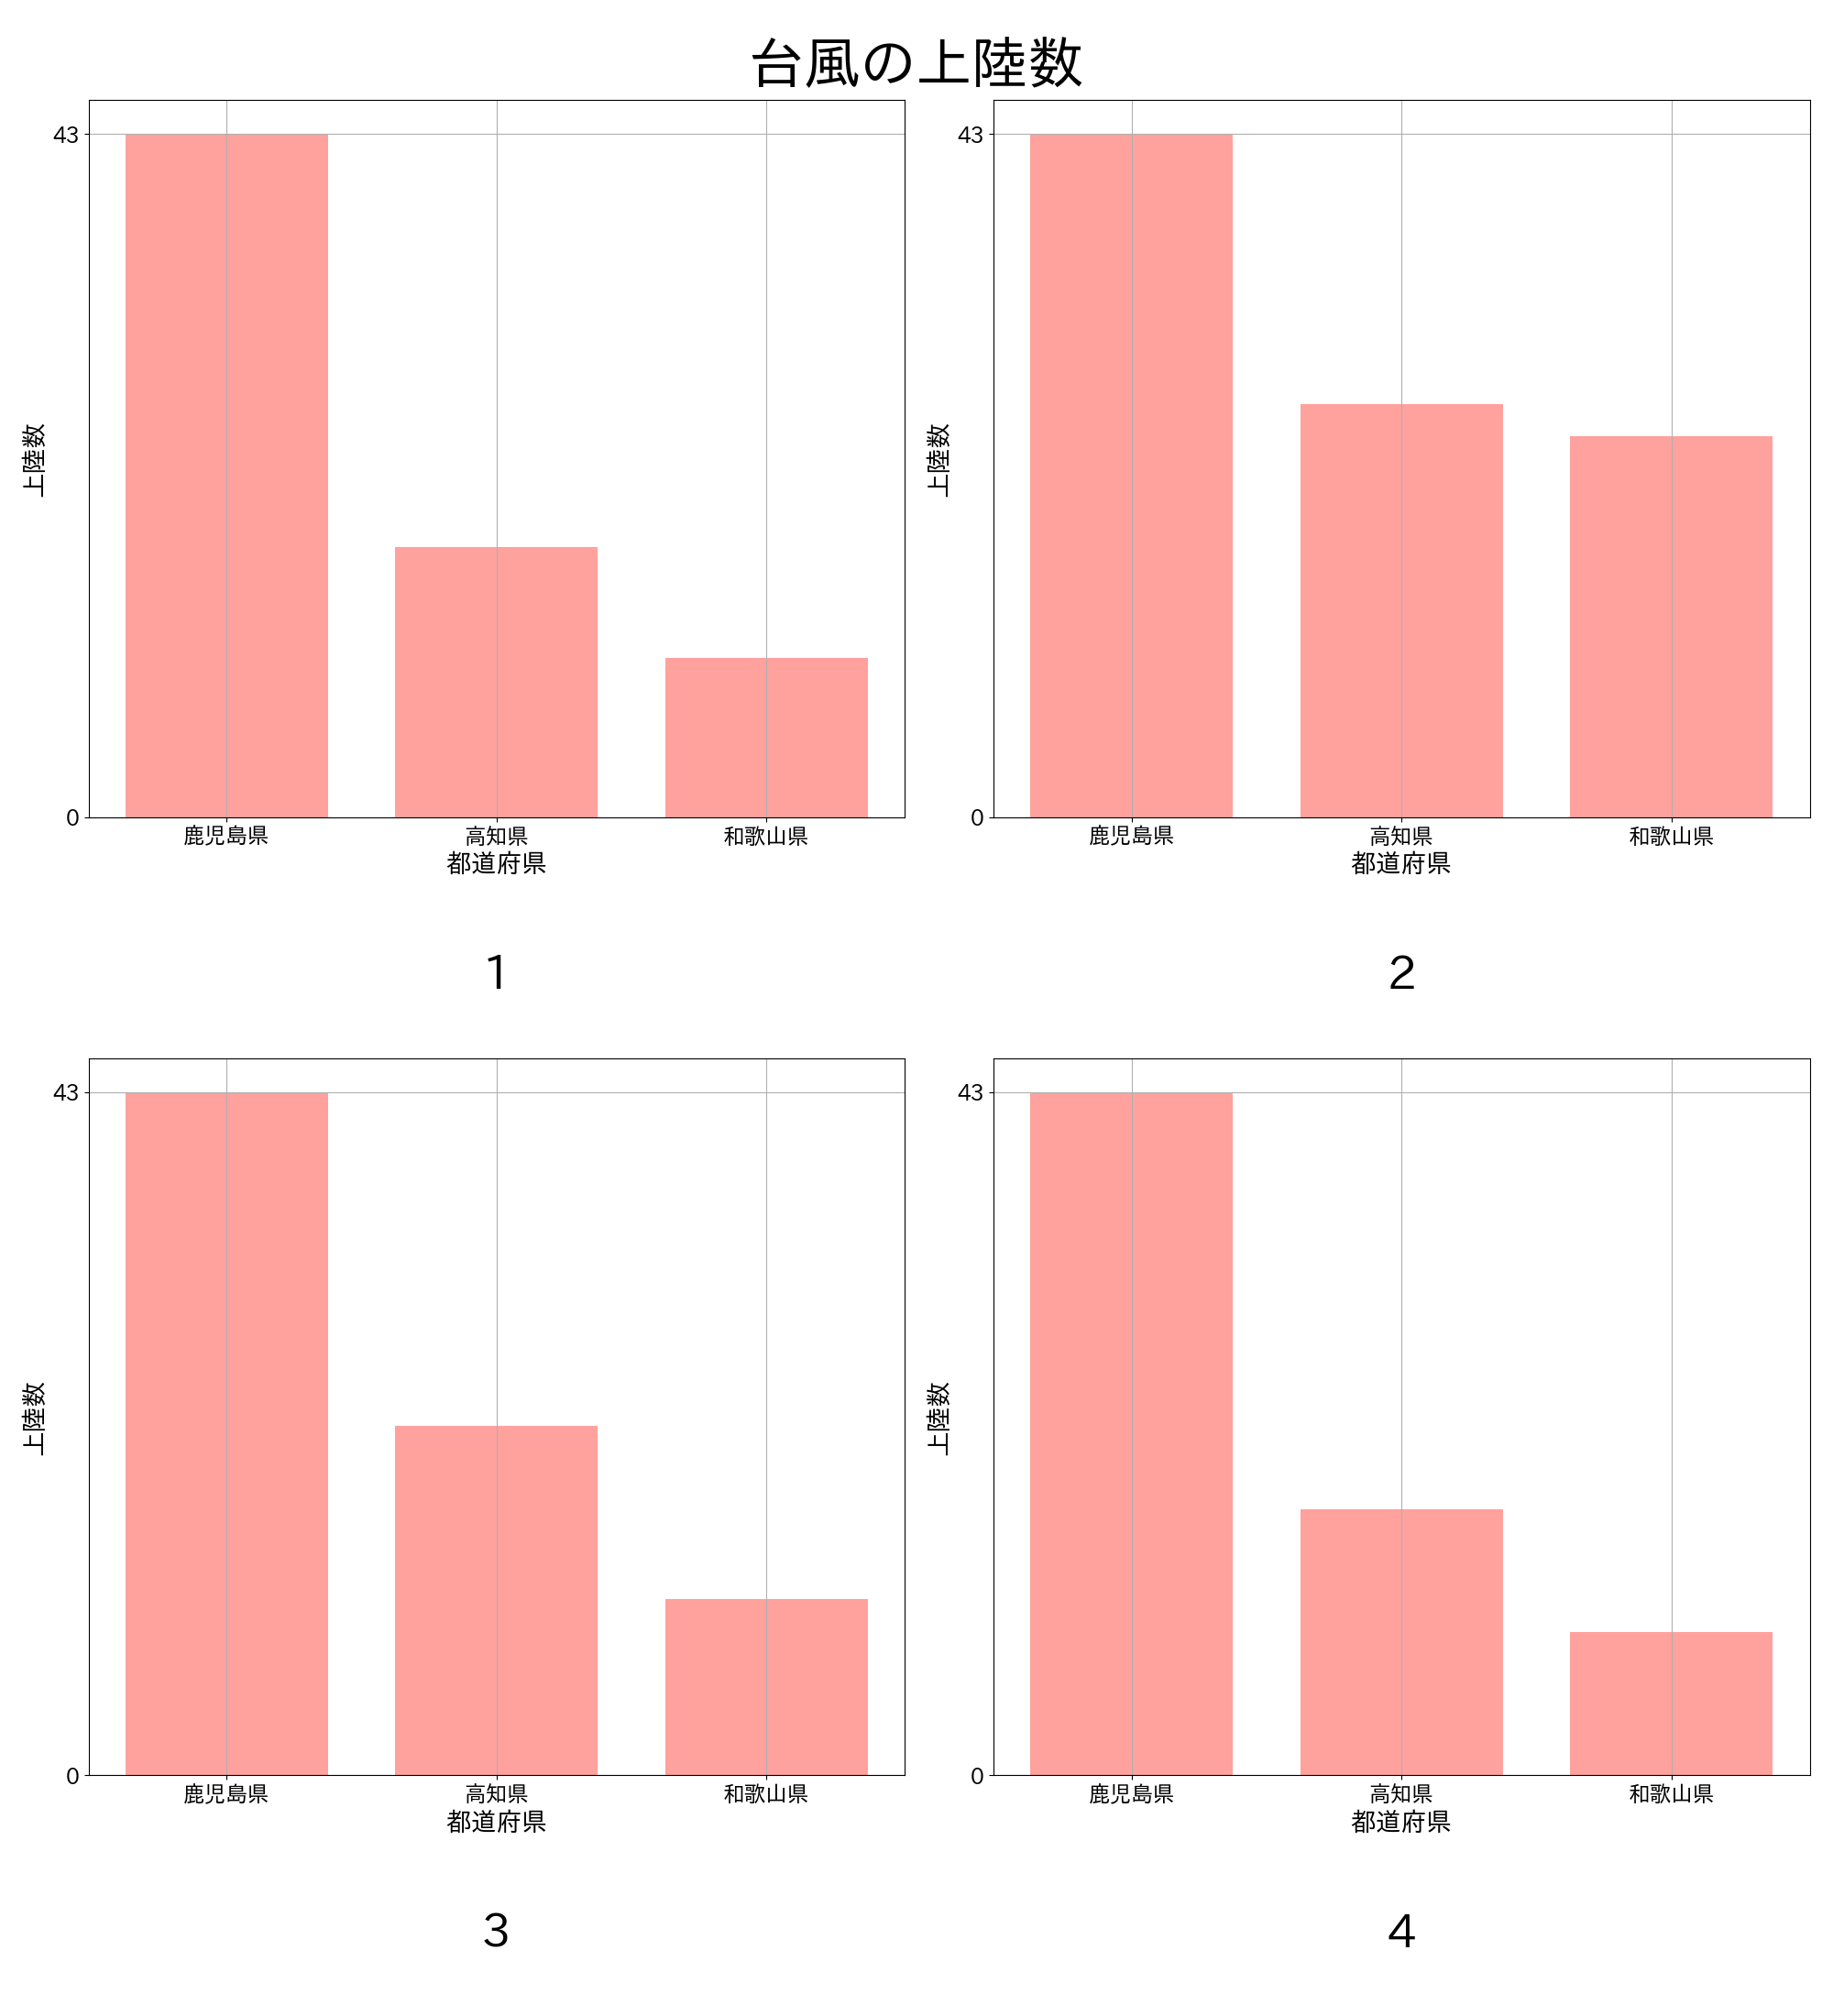 台風の上陸数
43
0
上陸数
鹿児島県 高知県 和歌山県
都道府県
1
43
0
上陸数
鹿児島県 高知県 和歌山県
都道府県
2
43
0
上陸数
鹿児島県 高知県 和歌山県
都道府県
3
43
0
上陸数
鹿児島県 高知県 和歌山県
都道府県
4